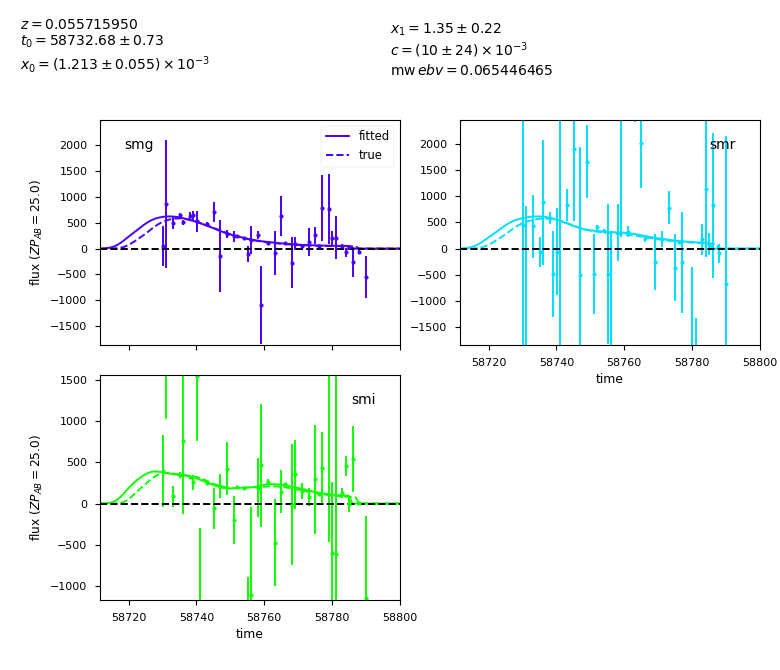 z = 0.055715950
t₀ = 58732.68 ± 0.73
x₀ = (1.213 ± 0.055) × 10⁻³
x₁ = 1.35 ± 0.22
c = (10 ± 24) × 10⁻³
mw ebv = 0.065446465
smg
fitted
true
2000
1500
1000
500
0
−500
−1000
−1500
flux (ZP_AB = 25.0)
smr
2000
1500
1000
500
0
−500
−1000
−1500
58720 58740 58760 58780 58800
time
smi
1500
1000
500
0
−500
−1000
flux (ZP_AB = 25.0)
58720 58740 58760 58780 58800
time